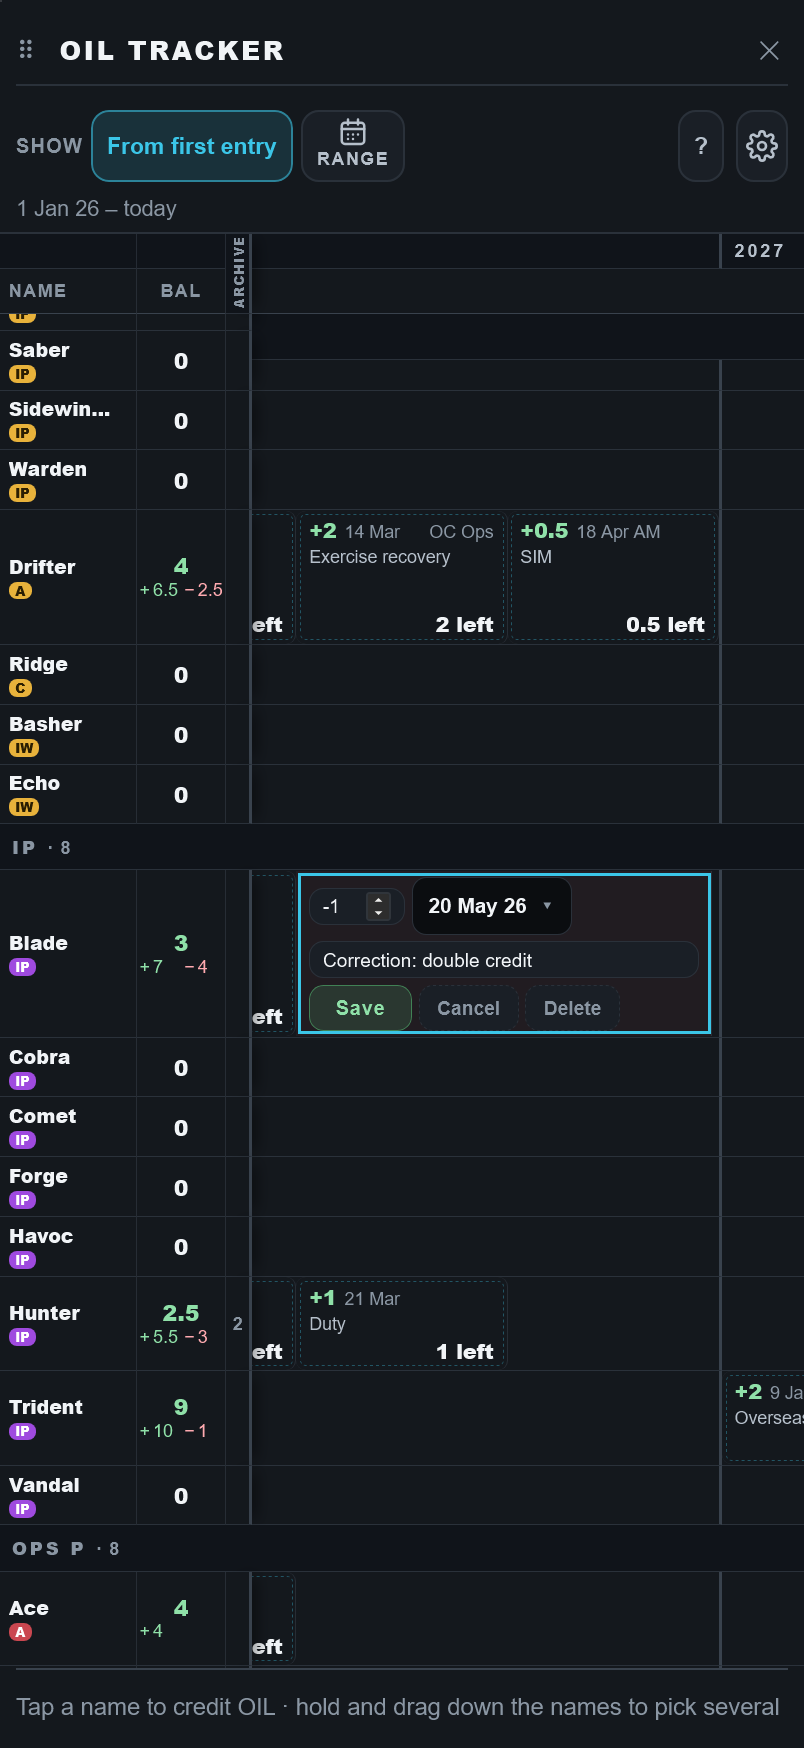 OIL TRACKER
SHOW From first entry RANGE ?
1 Jan 26 – today
ARCHIVE 2027
NAME BAL
IP
Saber 0
IP
Sidewin... 0
IP
Warden 0
IP
+2 14 Mar OC Ops +0.5 18 Apr AM
Exercise recovery SIM
Drifter 4
A +6.5 −2.5
eft 2 left 0.5 left
Ridge 0
C
Basher 0
IW
Echo 0
IW
IP · 8
-1 20 May 26
Blade 3
IP +7 −4
Correction: double credit
Save Cancel Delete
eft
Cobra 0
IP
Comet 0
IP
Forge 0
IP
Havoc 0
IP
+1 21 Mar
Duty
Hunter 2.5
IP +5.5 −3 2
eft 1 left
+2 9 Ja
Overseas
Trident 9
IP +10 −1
Vandal 0
IP
OPS P · 8
Ace 4
A +4
eft
Tap a name to credit OIL · hold and drag down the names to pick several